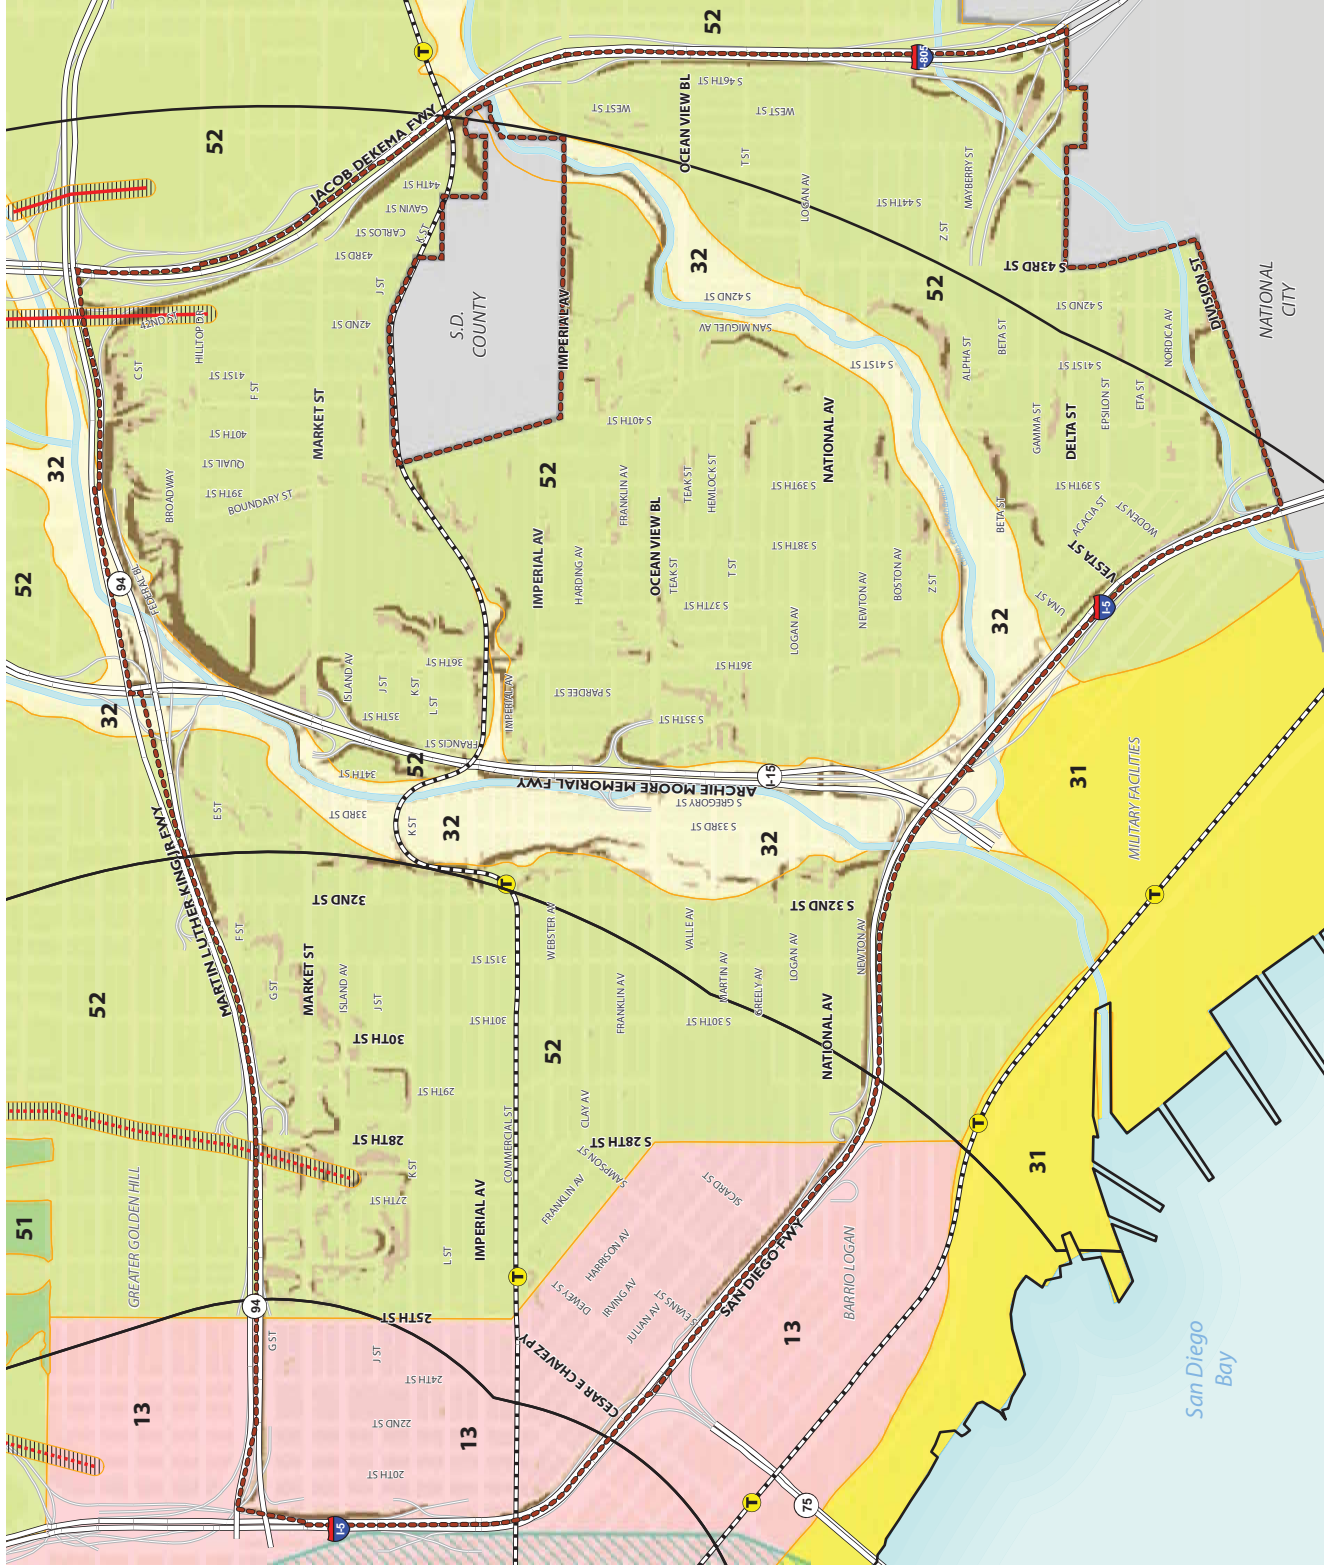 52
T
OCEAN VIEW BL
S 46TH ST
I-805
WEST ST
WEST ST
52
JACOB DEKEMA FWY
T ST
LOGAN AV
S 44TH ST
MAYBERRY ST
Z ST
44TH ST
GAVIN ST
CARLOS ST
K ST
43RD ST
J ST
32
52
S 43RD ST
S 42ND ST
S 42ND ST
DIVISION ST
NATIONAL
CITY
S.D.
COUNTY
IMPERIAL AV
SAN MIGUEL AV
42ND ST
HILLTOP DR
42ND ST
C ST
41ST ST
F ST
S 41ST ST
ALPHA ST
BETA ST
S 41ST ST
NORDICA AV
MARKET ST
S 40TH ST
NATIONAL AV
GAMMA ST
DELTA ST
EPSILON ST
ETA ST
40TH ST
QUAIL ST
39TH ST
BOUNDARY ST
BROADWAY
32
52
FRANKLIN AV
TEAK ST
HEMLOCK ST
S 39TH ST
S 39TH ST
BETA ST
ACACIA ST
WODEN ST
VESTA ST
52
94
FEDERAL BL
IMPERIAL AV
HARDING AV
OCEAN VIEW BL
TEAK ST
T ST
S 38TH ST
S 37TH ST
LOGAN AV
NEWTON AV
BOSTON AV
Z ST
32
UNA ST
I-5
36TH ST
36TH ST
ISLAND AV
J ST
K ST
L ST
35TH ST
FRANCIS ST
IMPERIAL AV
S PARDEE ST
S 35TH ST
32
52
34TH ST
33RD ST
K ST
32
E ST
ARCHIE MOORE MEMORIAL FWY
I-15
S GREGORY ST
S 33RD ST
32
31
MILITARY FACILITIES
T
MARTIN LUTHER KING JR FWY
32ND ST
T
S 32ND ST
F ST
G ST
MARKET ST
ISLAND AV
J ST
31ST ST
WEBSTER AV
VALLE AV
MARTIN AV
GREELY AV
LOGAN AV
NEWTON AV
52
30TH ST
30TH ST
52
FRANKLIN AV
S 30TH ST
NATIONAL AV
29TH ST
28TH ST
K ST
COMMERCIAL ST
CLAY AV
S 28TH ST
SAMPSON ST
T
31
27TH ST
L ST
IMPERIAL AV
FRANKLIN AV
SICARD ST
51
GREATER GOLDEN HILL
HARRISON AV
SAN DIEGO FWY
BARRIO LOGAN
T
94
25TH ST
DEWEY ST
IRVING AV
JULIAN AV
S EVANS ST
13
G ST
J ST
24TH ST
CESAR E CHAVEZ PY
13
22ND ST
13
20TH ST
I-5
T
75
San Diego
Bay